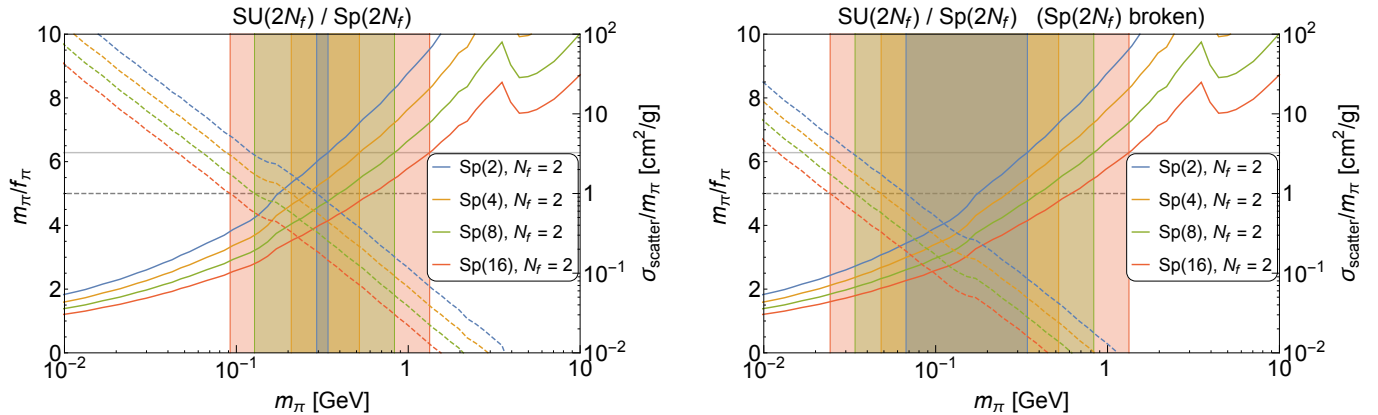 SU(2N_f) / Sp(2N_f)
10
8
6
4
2
0
m_π/f_π
10^2
10^1
1
10^-1
10^-2
σ_scatter/m_π [cm^2/g]
Sp(2), N_f = 2
Sp(4), N_f = 2
Sp(8), N_f = 2
Sp(16), N_f = 2
10^-2
10^-1
1
10
m_π [GeV]
SU(2N_f) / Sp(2N_f) (Sp(2N_f) broken)
10
8
6
4
2
0
m_π/f_π
10^2
10^1
1
10^-1
10^-2
σ_scatter/m_π [cm^2/g]
Sp(2), N_f = 2
Sp(4), N_f = 2
Sp(8), N_f = 2
Sp(16), N_f = 2
10^-2
10^-1
1
10
m_π [GeV]